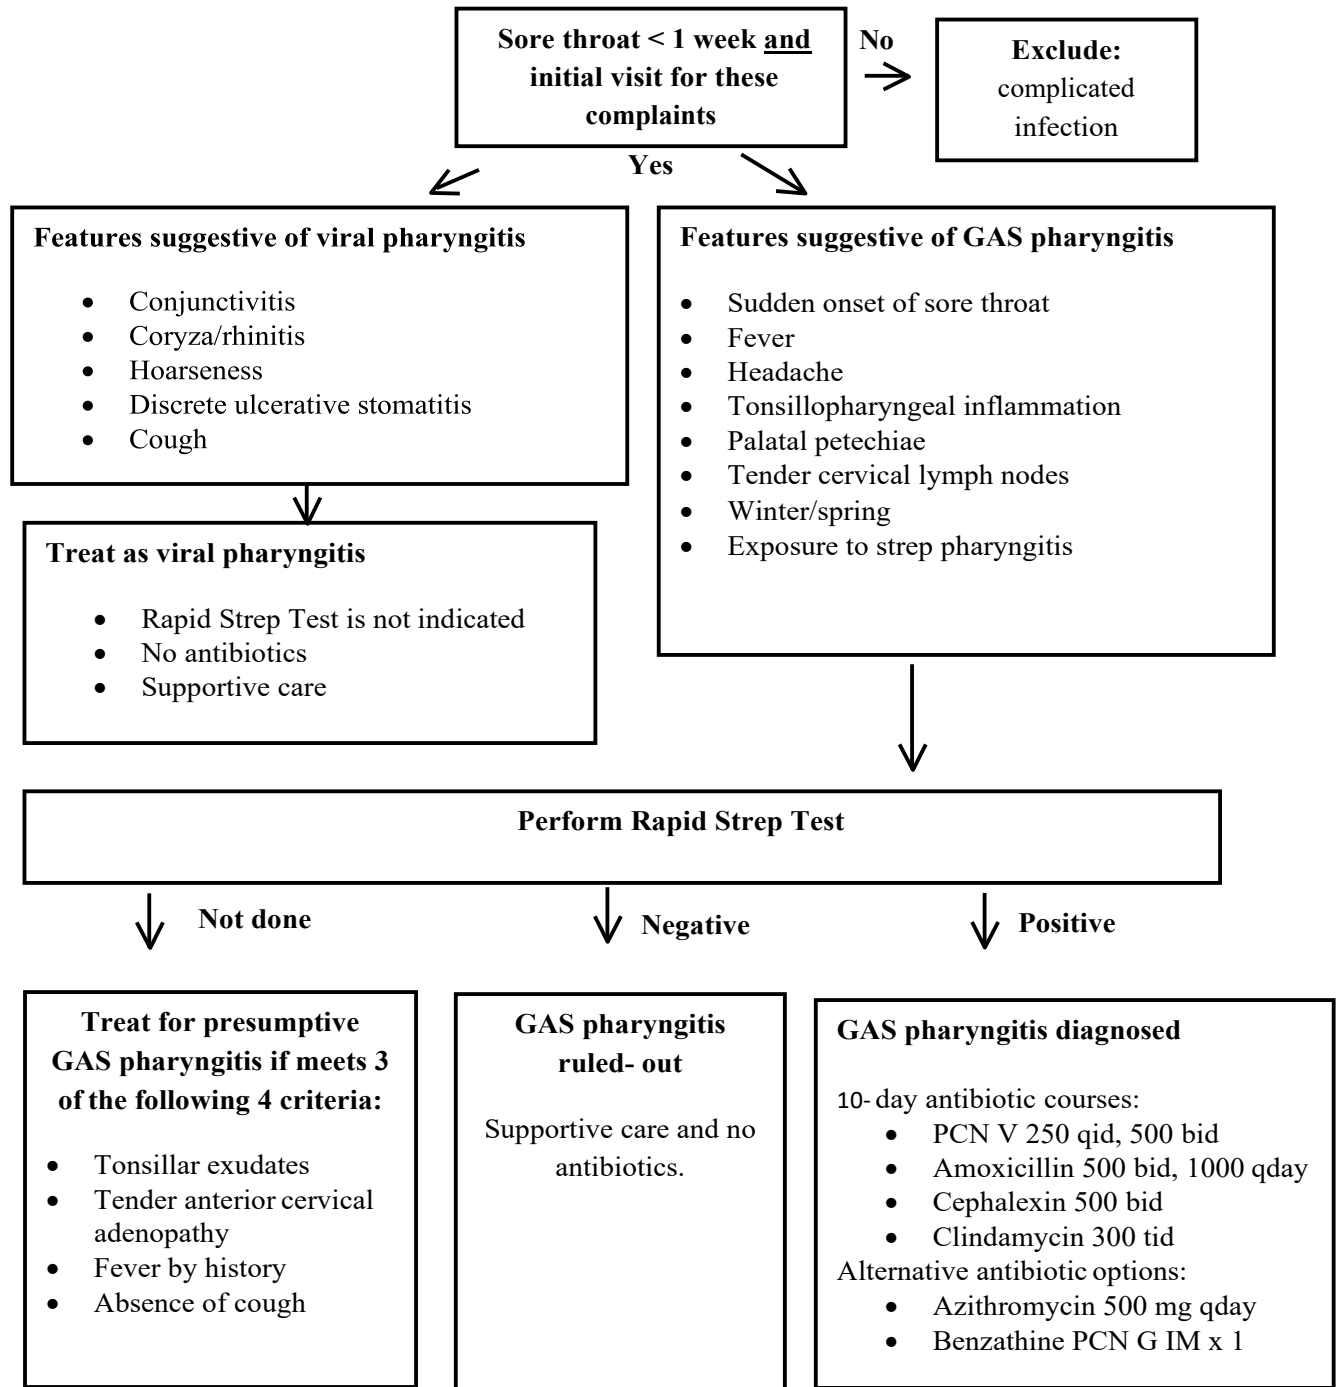 Sore throat < 1 week and
initial visit for these
complaints
No
Exclude:
complicated
infection
Yes
Features suggestive of viral pharyngitis
• Conjunctivitis
• Coryza/rhinitis
• Hoarseness
• Discrete ulcerative stomatitis
• Cough
Features suggestive of GAS pharyngitis
• Sudden onset of sore throat
• Fever
• Headache
• Tonsillopharyngeal inflammation
• Palatal petechiae
• Tender cervical lymph nodes
• Winter/spring
• Exposure to strep pharyngitis
Treat as viral pharyngitis
• Rapid Strep Test is not indicated
• No antibiotics
• Supportive care
Perform Rapid Strep Test
Not done
Negative
Positive
Treat for presumptive
GAS pharyngitis if meets 3
of the following 4 criteria:
• Tonsillar exudates
• Tender anterior cervical
adenopathy
• Fever by history
• Absence of cough
GAS pharyngitis
ruled- out
Supportive care and no
antibiotics.
GAS pharyngitis diagnosed
10- day antibiotic courses:
• PCN V 250 qid, 500 bid
• Amoxicillin 500 bid, 1000 qday
• Cephalexin 500 bid
• Clindamycin 300 tid
Alternative antibiotic options:
• Azithromycin 500 mg qday
• Benzathine PCN G IM x 1